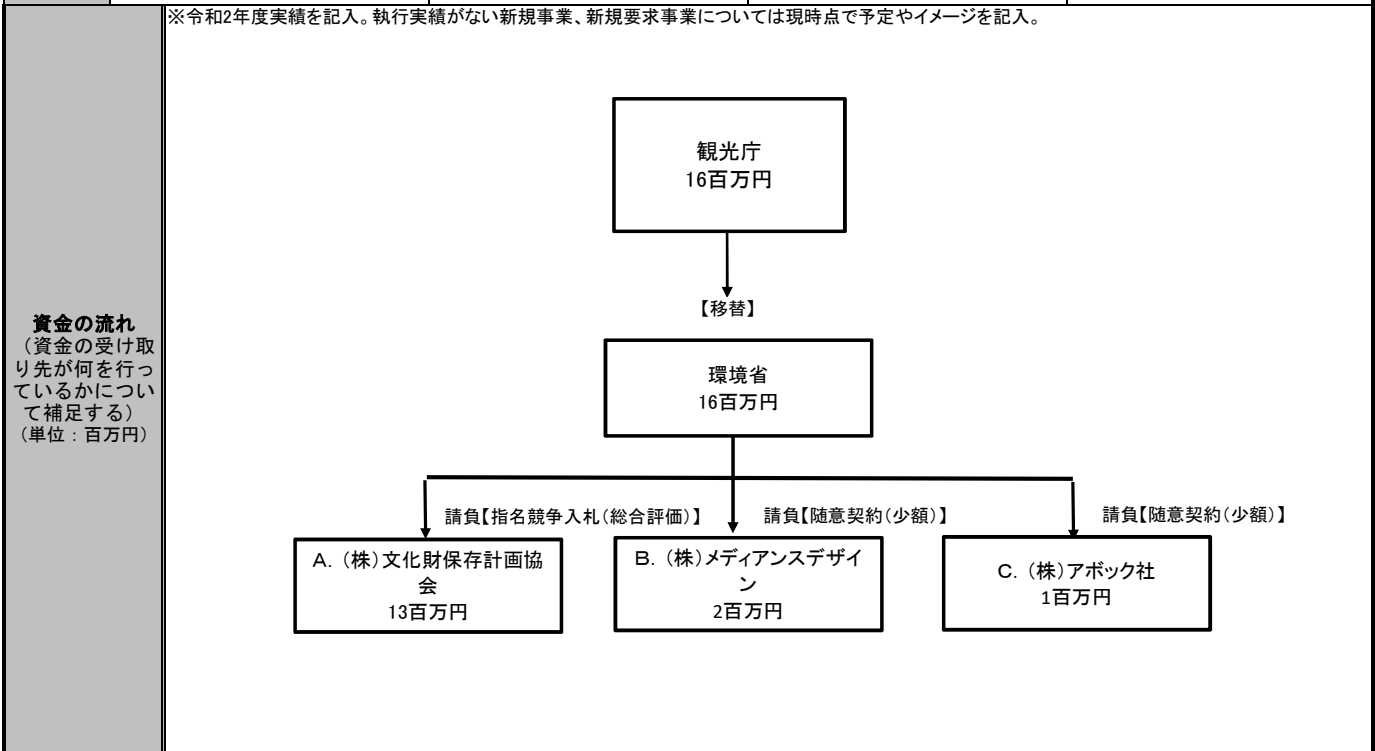 ※令和2年度実績を記入。執行実績がない新規事業、新規要求事業については現時点で予定やイメージを記入。
資金の流れ
（資金の受け取
り先が何を行っ
ているかについ
て補足する）
（単位：百万円）
観光庁
16百万円
【移替】
環境省
16百万円
請負【指名競争入札（総合評価）】
請負【随意契約（少額）】
請負【随意契約（少額）】
A．（株）文化財保存計画協
会
13百万円
B．（株）メディアンスデザイ
ン
2百万円
C．（株）アボック社
1百万円